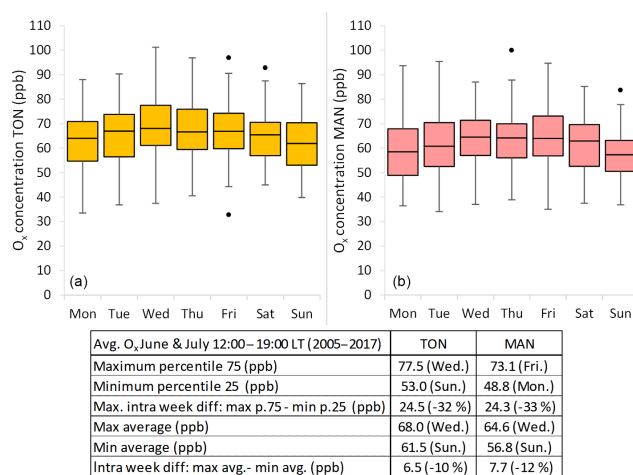 110
100
90
80
70
60
50
40
30
20
10
0
Oₓ concentration TON (ppb)
(a)
Mon Tue Wed Thu Fri Sat Sun
110
100
90
80
70
60
50
40
30
20
10
0
Oₓ concentration MAN (ppb)
(b)
Mon Tue Wed Thu Fri Sat Sun
Avg. Oₓ June & July 12:00–19:00 LT (2005–2017) TON MAN
Maximum percentile 75 (ppb) 77.5 (Wed.) 73.1 (Fri.)
Minimum percentile 25 (ppb) 53.0 (Sun.) 48.8 (Mon.)
Max. intra week diff: max p.75 - min p.25 (ppb) 24.5 (-32 %) 24.3 (-33 %)
Max average (ppb) 68.0 (Wed.) 64.6 (Wed.)
Min average (ppb) 61.5 (Sun.) 56.8 (Sun.)
Intra week diff: max avg.- min avg. (ppb) 6.5 (-10 %) 7.7 (-12 %)